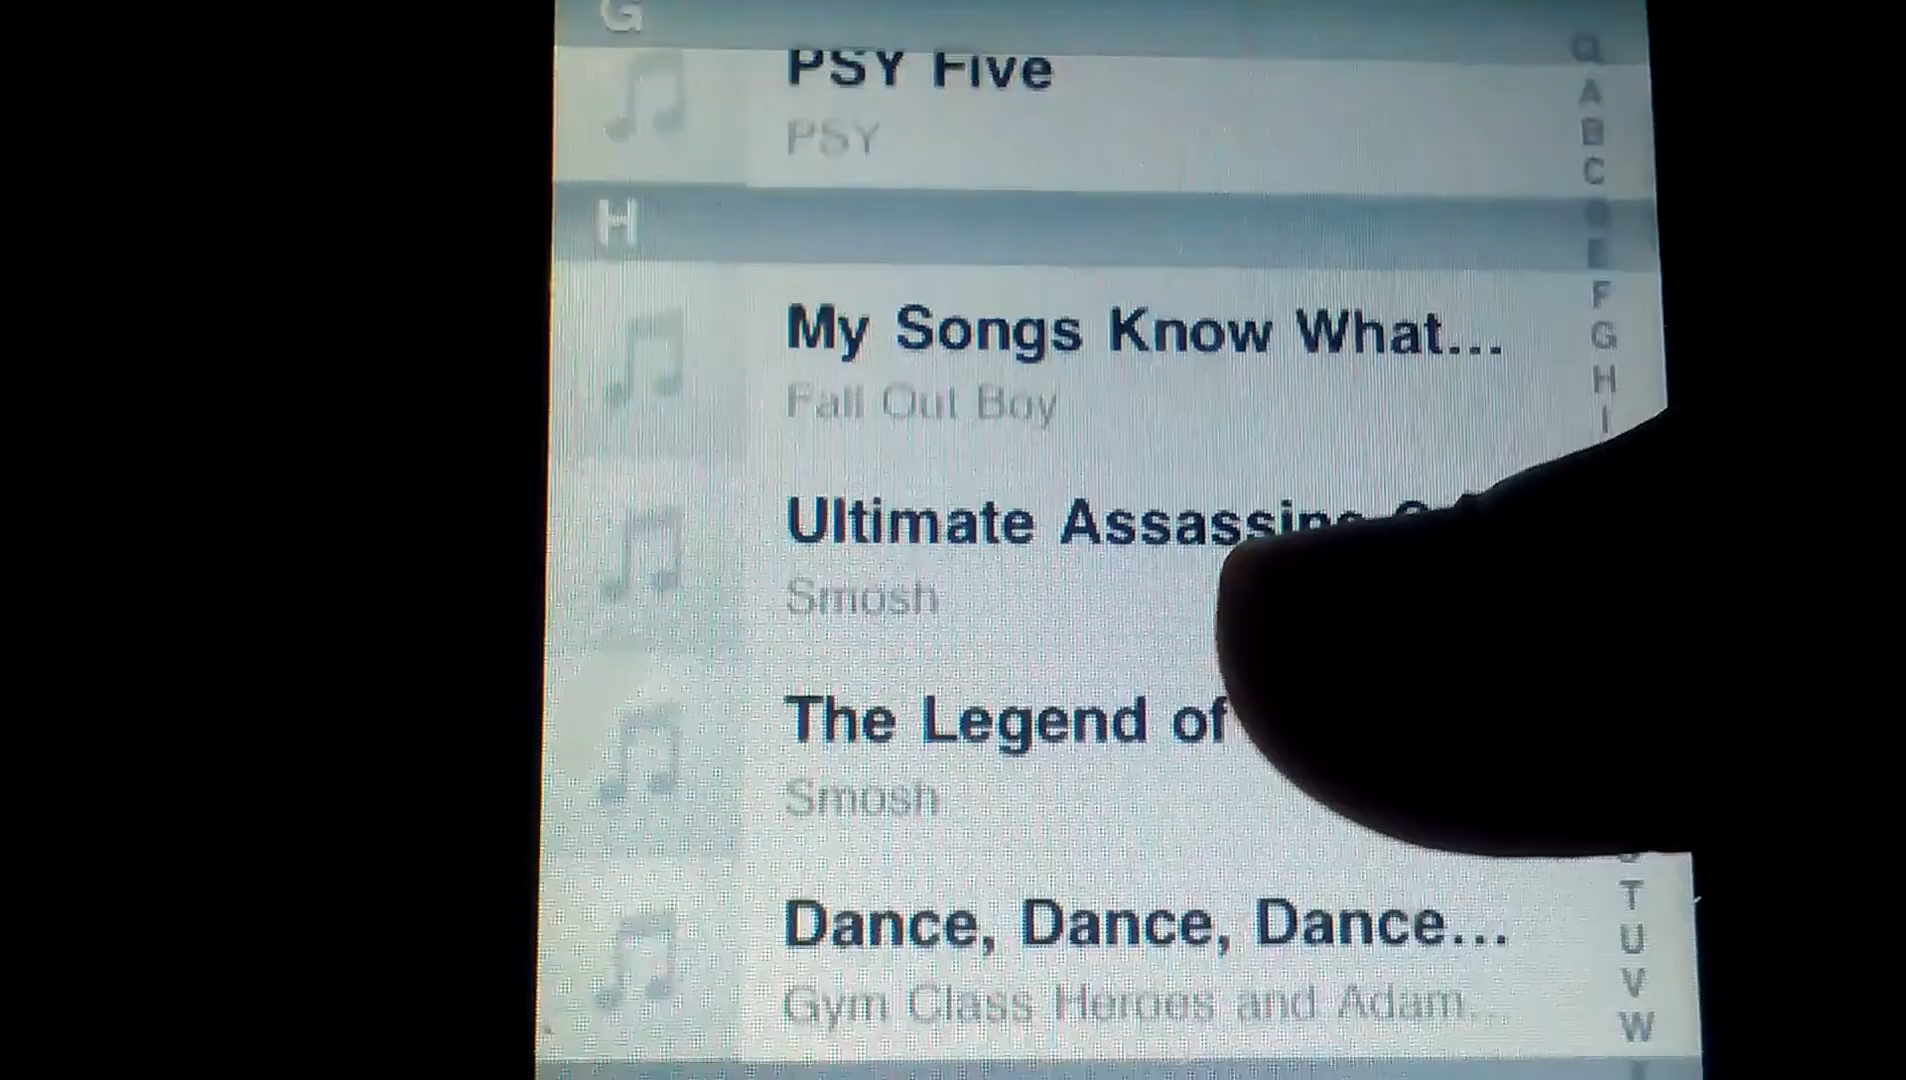 G
PSY Five
PSY
H
My Songs Know What...
Fall Out Boy
Ultimate
Smosh
The Legend of
Smosh
Dance, Dance, Dance...
Gym Class Heroes and Adam...
A
B
C
D
E
F
G
H
I
T
U
V
W